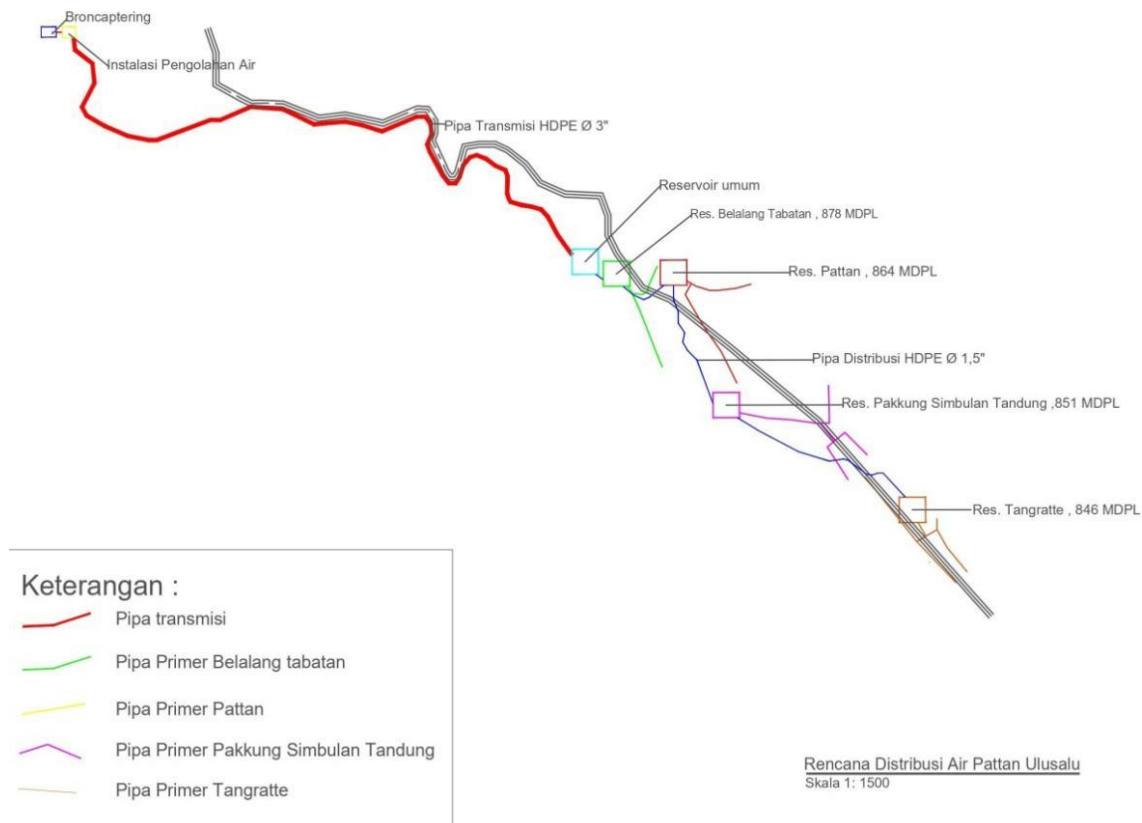 Broncaptering
Instalasi Pengolahan Air
Pipa Transmisi HDPE Ø 3"
Reservoir umum
Res. Belalang Tabatan , 878 MDPL
Res. Pattan , 864 MDPL
Pipa Distribusi HDPE Ø 1,5"
Res. Pakkung Simbulan Tandung ,851 MDPL
Res. Tangratte , 846 MDPL
Keterangan :
Pipa transmisi
Pipa Primer Belalang tabatan
Pipa Primer Pattan
Pipa Primer Pakkung Simbulan Tandung
Pipa Primer Tangratte
Rencana Distribusi Air Pattan Ulusalu
Skala 1: 1500